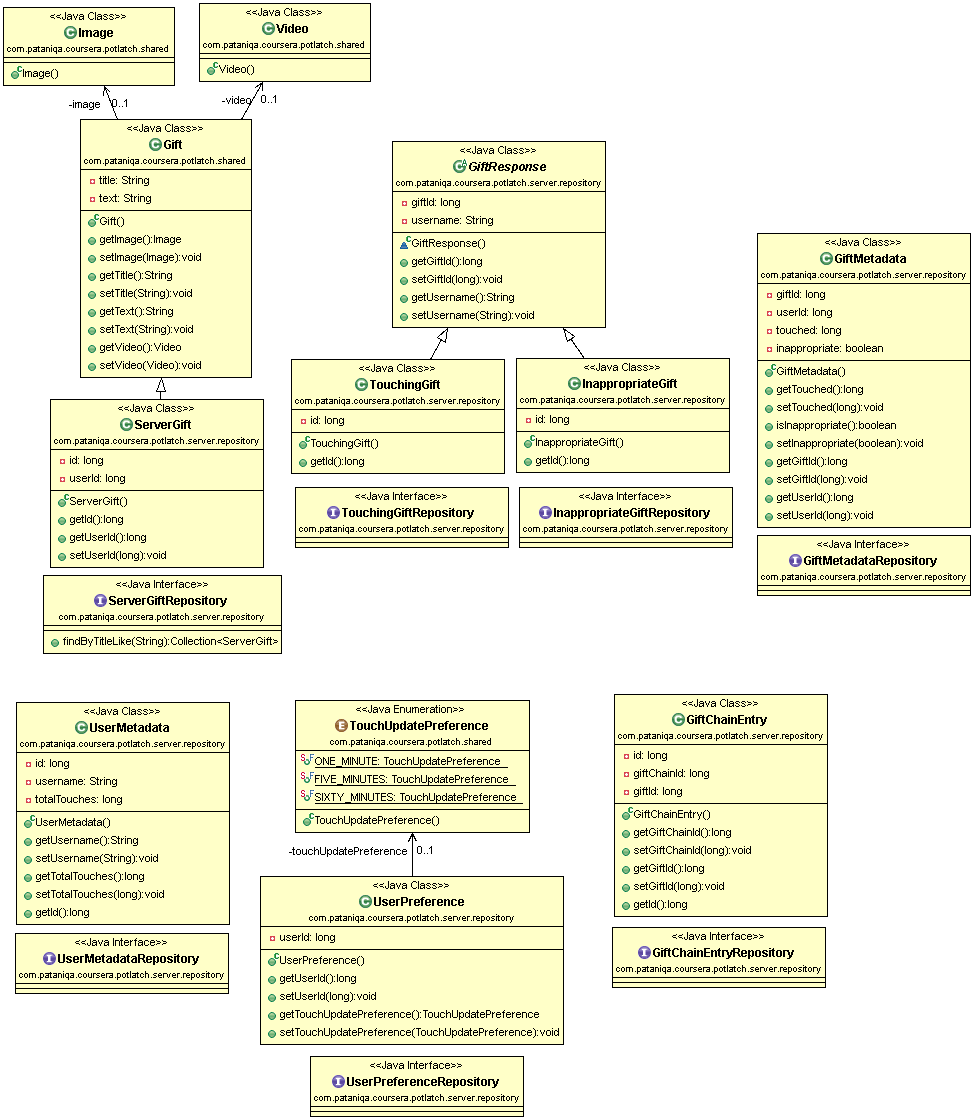 <<Java Class>>
Image
com.pataniqa.coursera.potlatch.shared
Image()
<<Java Class>>
Video
com.pataniqa.coursera.potlatch.shared
Video()
-image 0..1
-video 0..1
<<Java Class>>
Gift
com.pataniqa.coursera.potlatch.shared
title: String
text: String
Gift()
getImage():Image
setImage(Image):void
getTitle():String
setTitle(String):void
getText():String
setText(String):void
getVideo():Video
setVideo(Video):void
<<Java Class>>
GiftResponse
com.pataniqa.coursera.potlatch.server.repository
giftId: long
username: String
GiftResponse()
getGiftId():long
setGiftId(long):void
getUsername():String
setUsername(String):void
<<Java Class>>
GiftMetadata
com.pataniqa.coursera.potlatch.server.repository
giftId: long
userId: long
touched: long
inappropriate: boolean
GiftMetadata()
getTouched():long
setTouched(long):void
isInappropriate():boolean
setInappropriate(boolean):void
getGiftId():long
setGiftId(long):void
getUserId():long
setUserId(long):void
<<Java Class>>
ServerGift
com.pataniqa.coursera.potlatch.server.repository
id: long
userId: long
ServerGift()
getId():long
getUserId():long
setUserId(long):void
<<Java Class>>
TouchingGift
com.pataniqa.coursera.potlatch.server.repository
id: long
TouchingGift()
getId():long
<<Java Class>>
InappropriateGift
com.pataniqa.coursera.potlatch.server.repository
id: long
InappropriateGift()
getId():long
<<Java Interface>>
TouchingGiftRepository
com.pataniqa.coursera.potlatch.server.repository
<<Java Interface>>
InappropriateGiftRepository
com.pataniqa.coursera.potlatch.server.repository
<<Java Interface>>
GiftMetadataRepository
com.pataniqa.coursera.potlatch.server.repository
<<Java Interface>>
ServerGiftRepository
com.pataniqa.coursera.potlatch.server.repository
findByTitleLike(String):Collection<ServerGift>
<<Java Class>>
UserMetadata
com.pataniqa.coursera.potlatch.server.repository
id: long
username: String
totalTouches: long
UserMetadata()
getUsername():String
setUsername(String):void
getTotalTouches():long
setTotalTouches(long):void
getId():long
<<Java Interface>>
UserMetadataRepository
com.pataniqa.coursera.potlatch.server.repository
<<Java Enumeration>>
TouchUpdatePreference
com.pataniqa.coursera.potlatch.shared
ONE_MINUTE: TouchUpdatePreference
FIVE_MINUTES: TouchUpdatePreference
SIXTY_MINUTES: TouchUpdatePreference
TouchUpdatePreference()
-touchUpdatePreference 0..1
<<Java Class>>
UserPreference
com.pataniqa.coursera.potlatch.server.repository
userId: long
UserPreference()
getUserId():long
setUserId(long):void
getTouchUpdatePreference():TouchUpdatePreference
setTouchUpdatePreference(TouchUpdatePreference):void
<<Java Interface>>
UserPreferenceRepository
com.pataniqa.coursera.potlatch.server.repository
<<Java Class>>
GiftChainEntry
com.pataniqa.coursera.potlatch.server.repository
id: long
giftChainId: long
giftId: long
GiftChainEntry()
getGiftChainId():long
setGiftChainId(long):void
getGiftId():long
setGiftId(long):void
getId():long
<<Java Interface>>
GiftChainEntryRepository
com.pataniqa.coursera.potlatch.server.repository